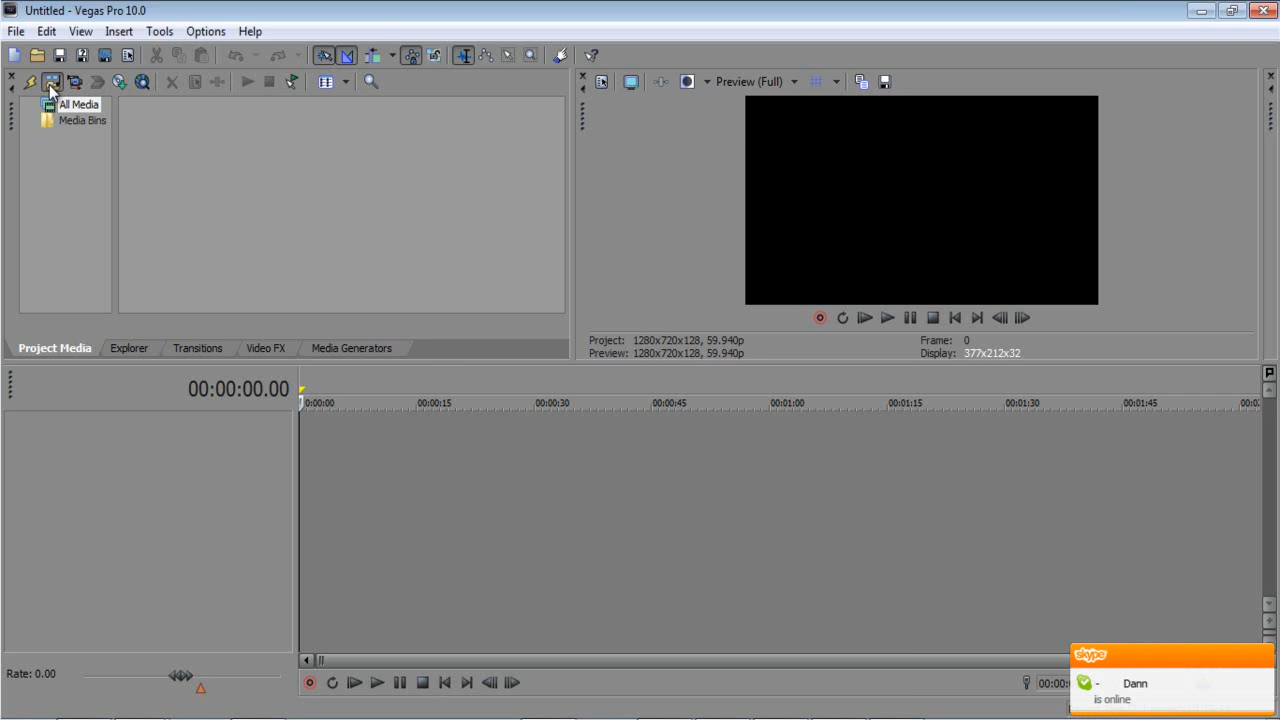 Untitled - Vegas Pro 10.0
File Edit View Insert Tools Options Help
Preview (Full)
All Media
Media Bins
Project: 1280x720x128, 59.940p
Preview: 1280x720x128, 59.940p
Frame: 0
Display: 377x212x32
Project Media Explorer Transitions Video FX Media Generators
00:00:00.00
0:00:00 00:00:15 00:00:30 00:00:45 00:01:00 00:01:15 00:01:30 00:01:45
Rate: 0.00
skype
- Dann
is online